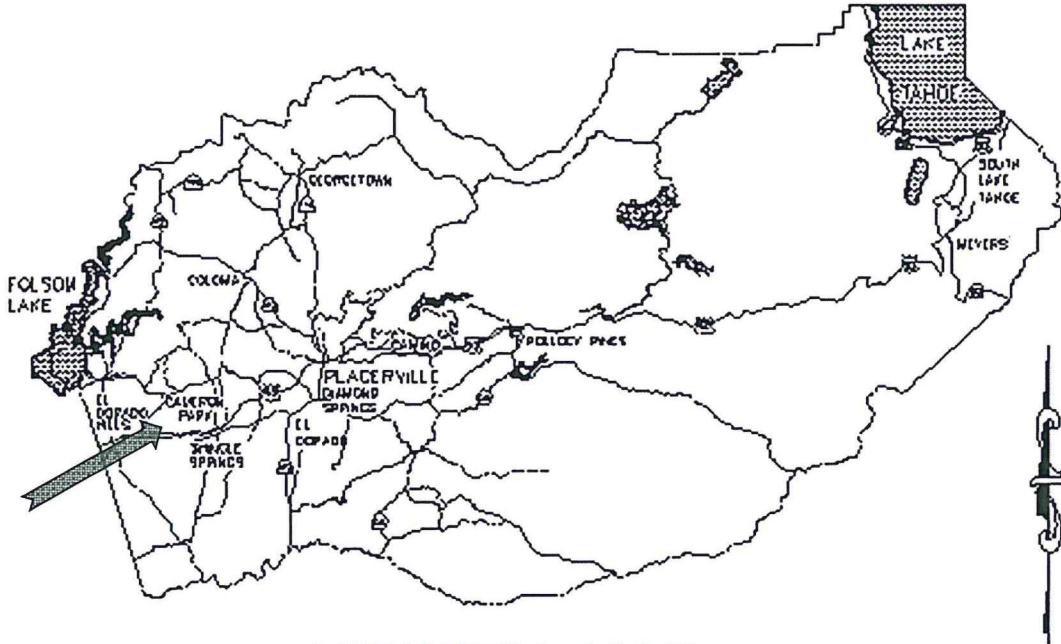 LAKE
TAHOE
SOUTH
LAKE
TAHOE
MEYERS
GEORGETOWN
FOLSOM
LAKE
COLOMA
CAMINO
POLLOCK PINES
PLACERVILLE
DIAMOND
SPRINGS
EL
DORADO
HILLS
CAMERON
PARK
EL
DORADO
SHINGLE
SPRINGS